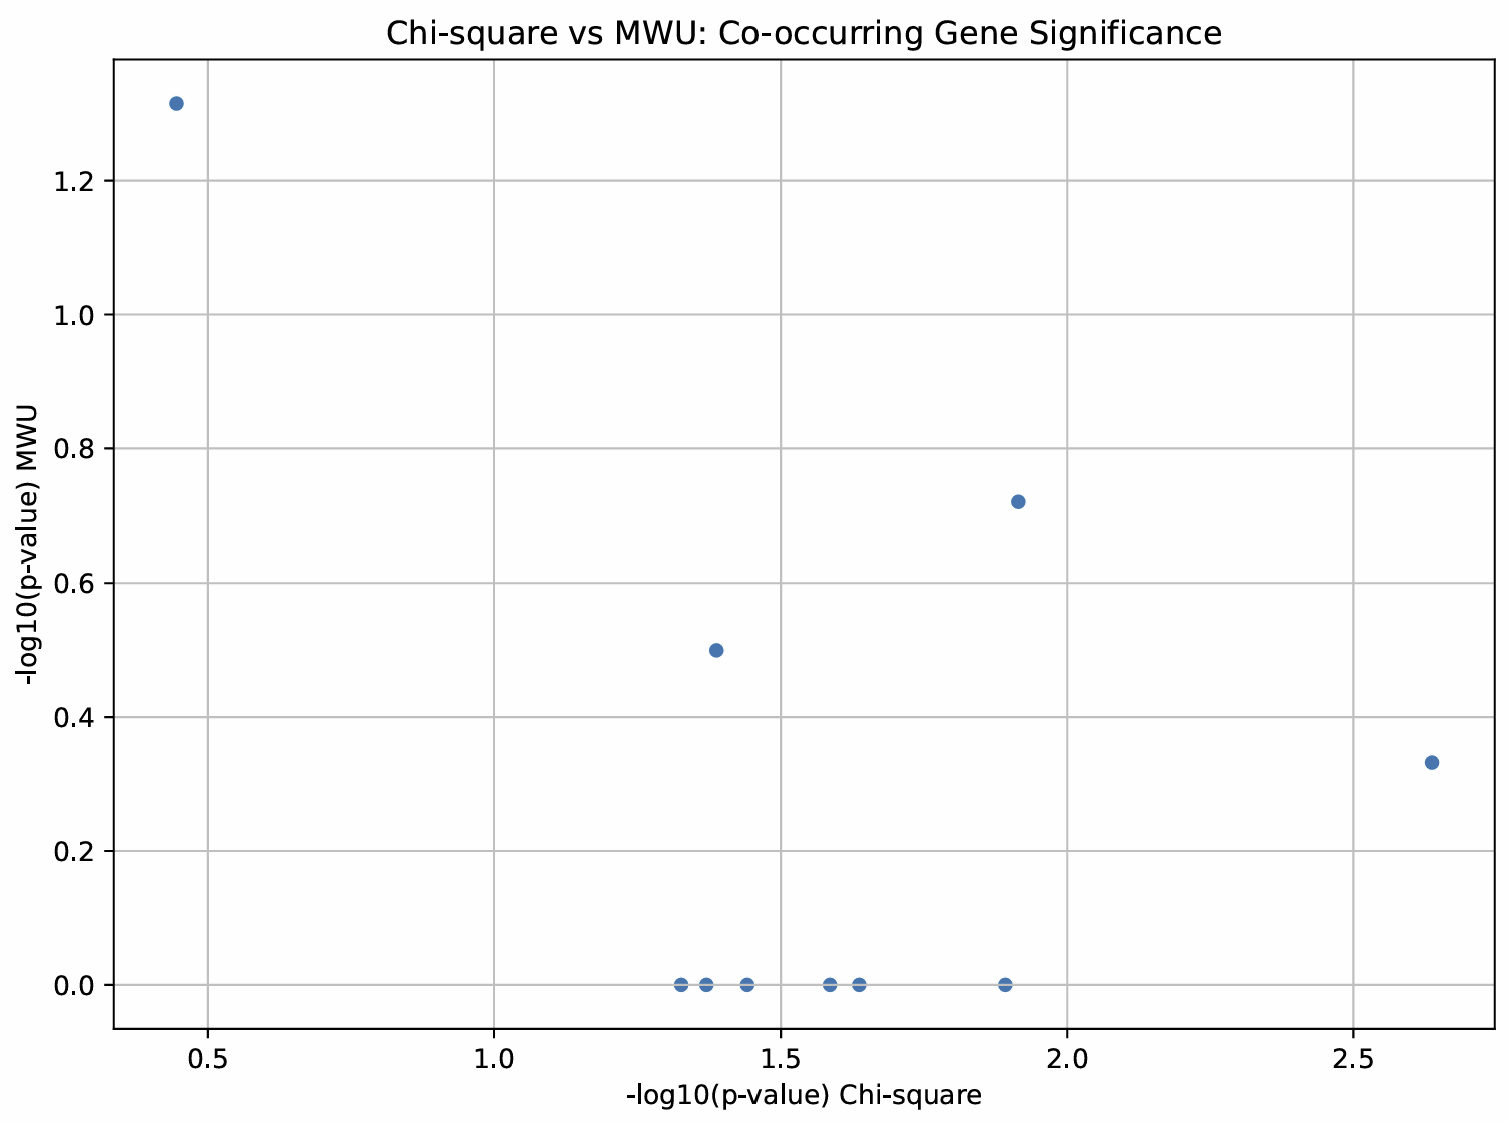 Chi-square vs MWU: Co-occurring Gene Significance
-log10(p-value) MWU
1.2
1.0
0.8
0.6
0.4
0.2
0.0
0.5 1.0 1.5 2.0 2.5
-log10(p-value) Chi-square